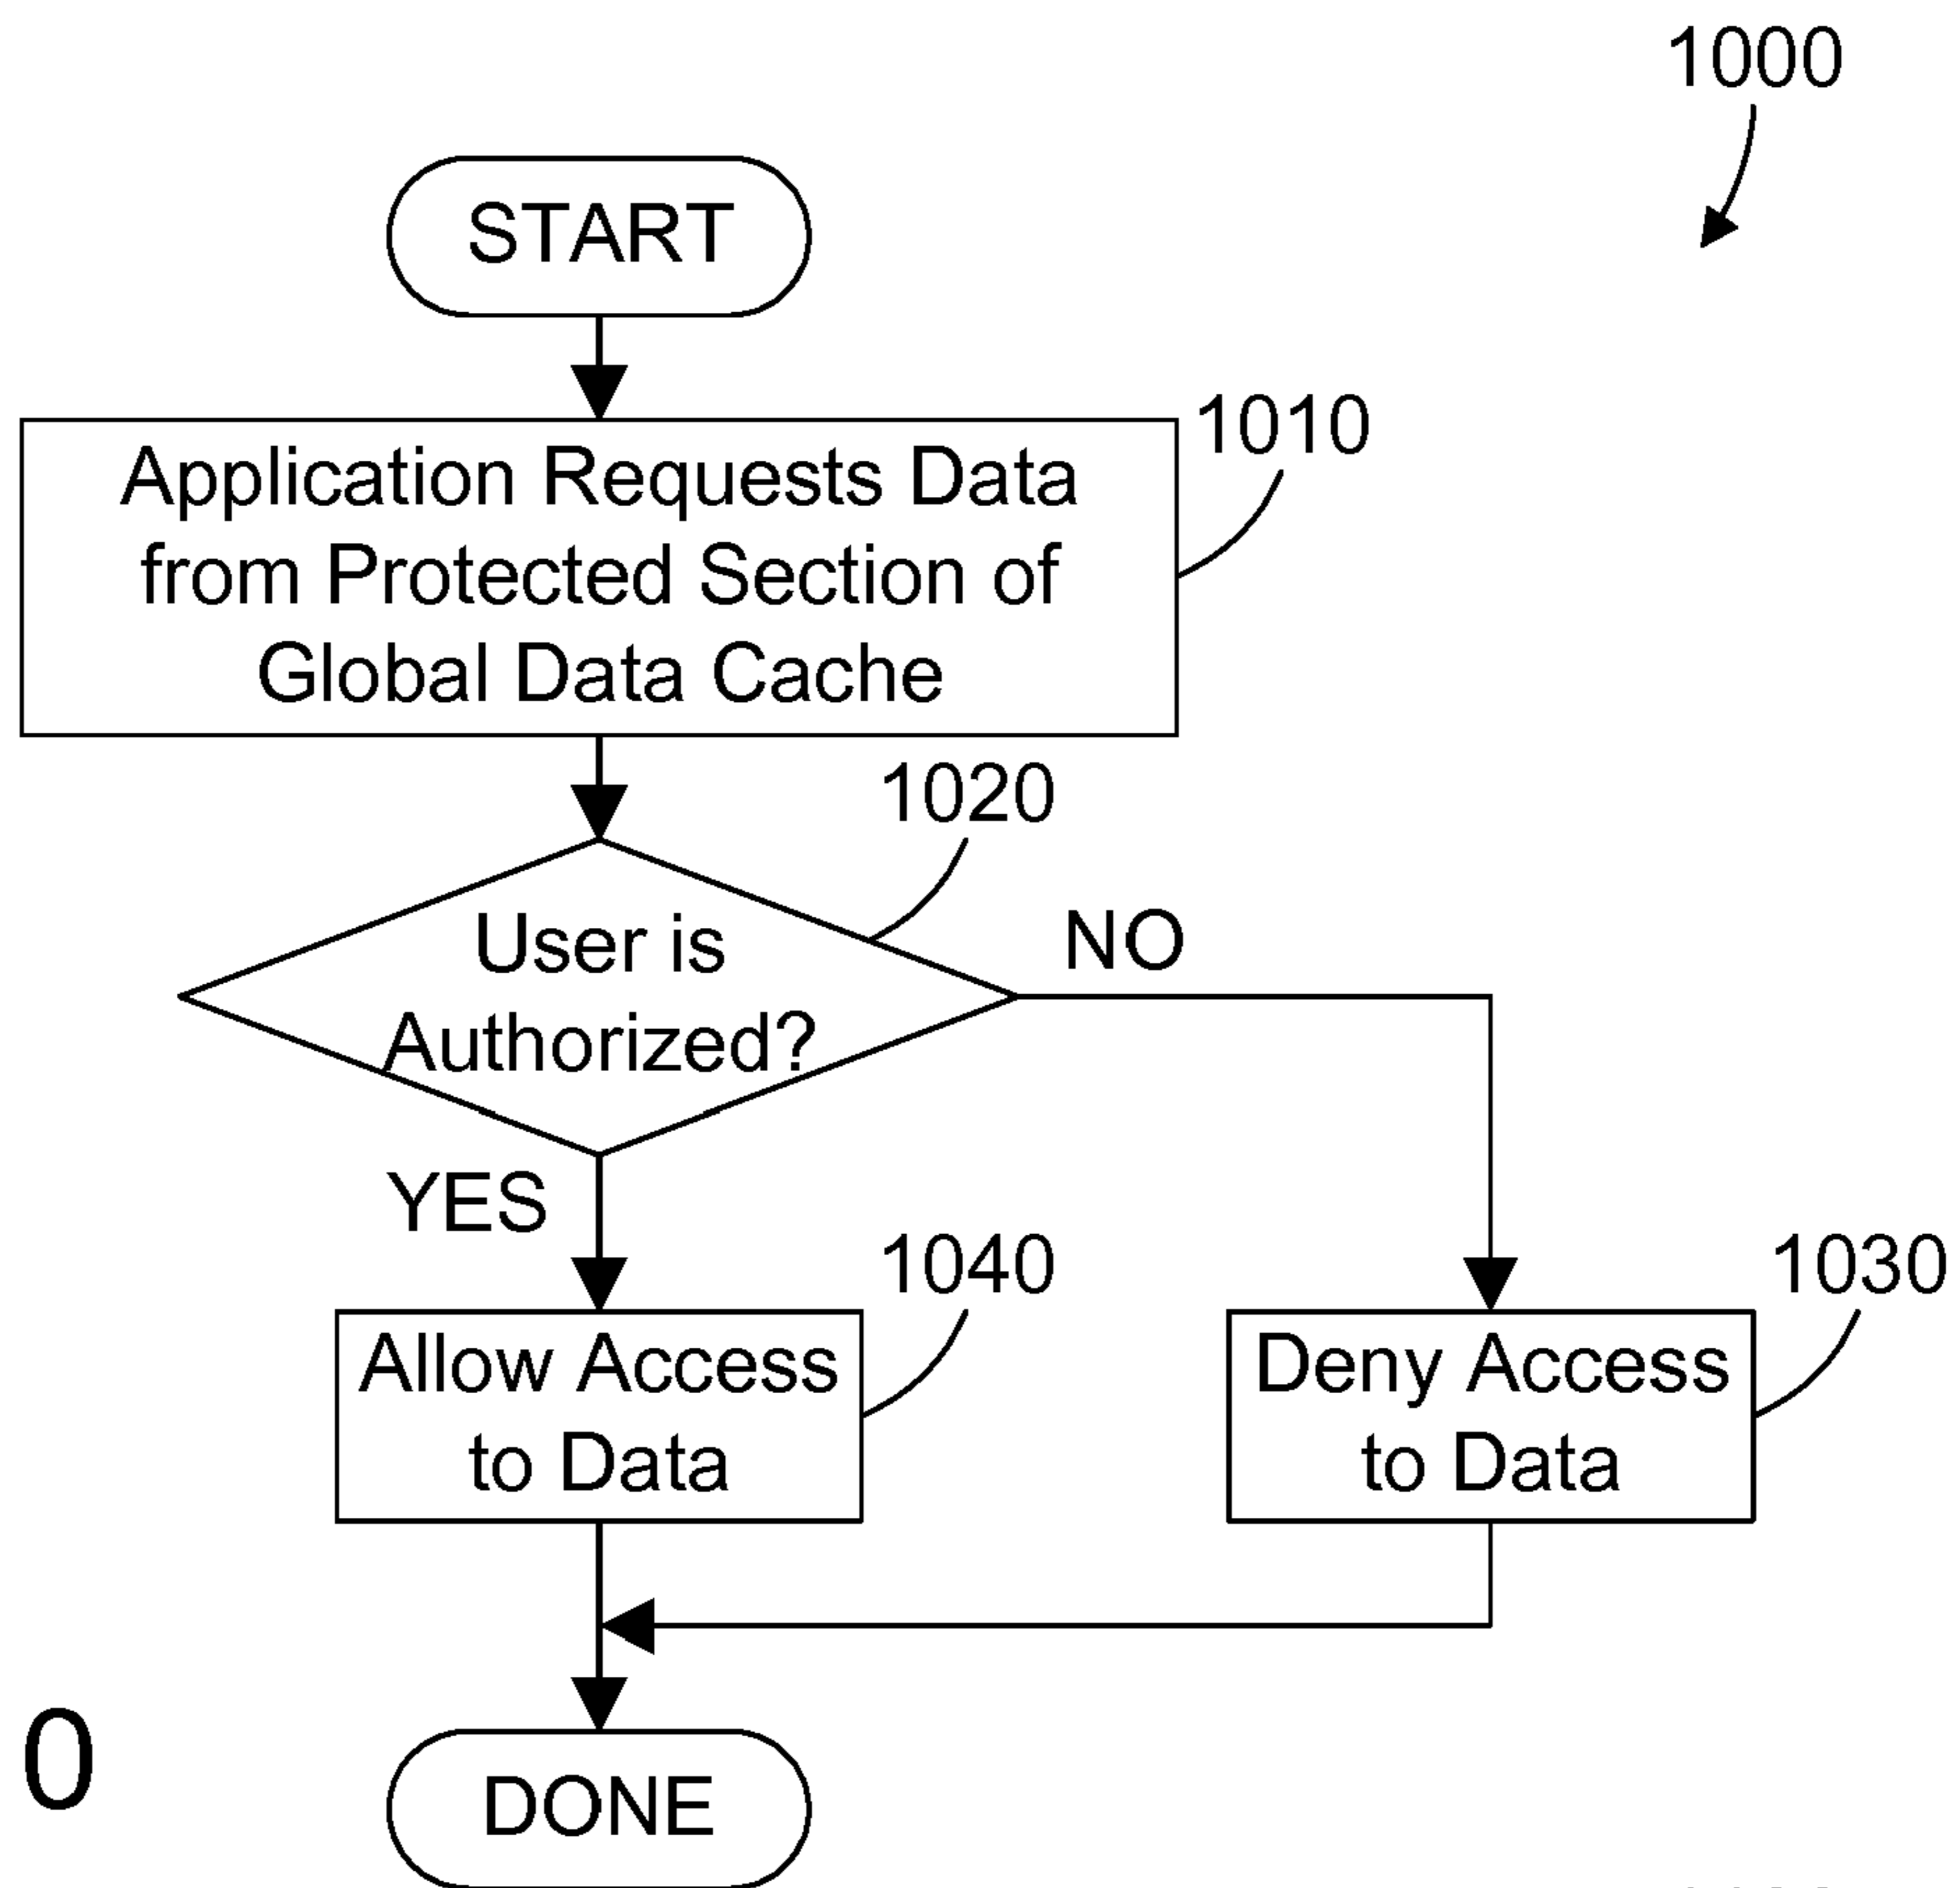 1000
START
1010
Application Requests Data
from Protected Section of
Global Data Cache
1020
User is
Authorized?
NO
YES
1040
1030
Allow Access
to Data
Deny Access
to Data
0
DONE